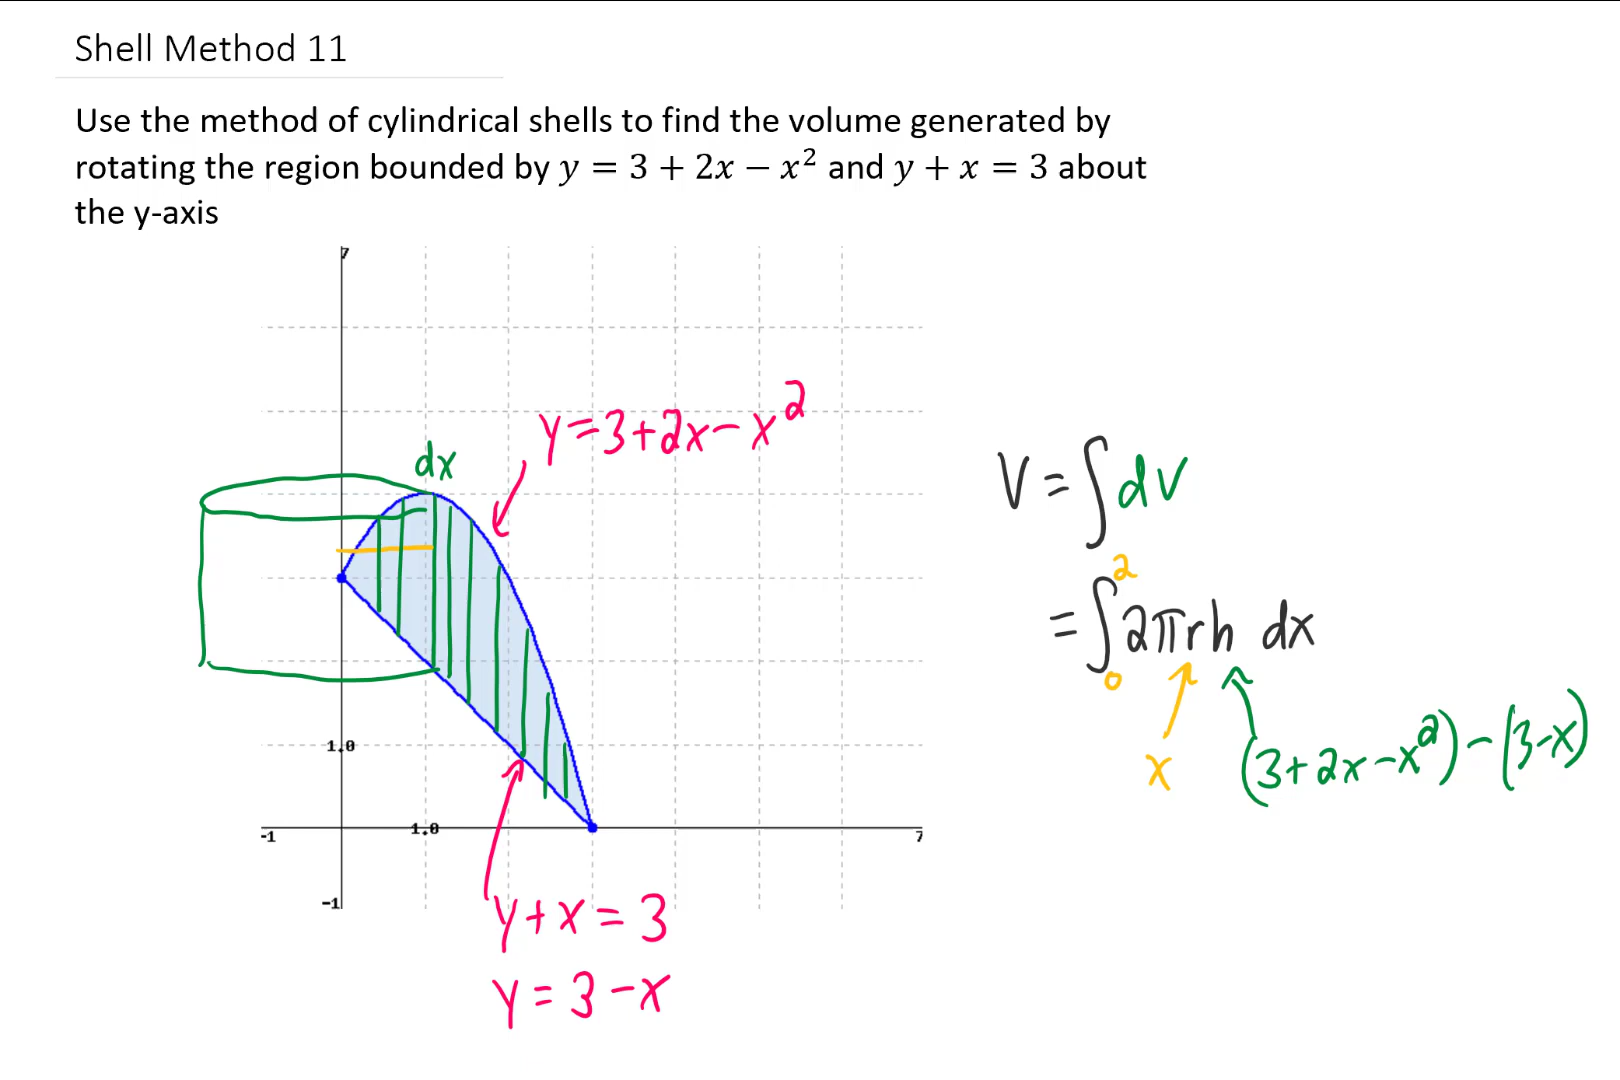 Shell Method 11
Use the method of cylindrical shells to find the volume generated by
rotating the region bounded by y = 3 + 2x − x² and y + x = 3 about
the y-axis
7
y=3+2x−x²
dx
V=∫dV
=∫₀² 2πrh dx
x
(3+2x−x²)−(3−x)
1.0
-1
1.0
7
-1
y+x=3
y=3−x